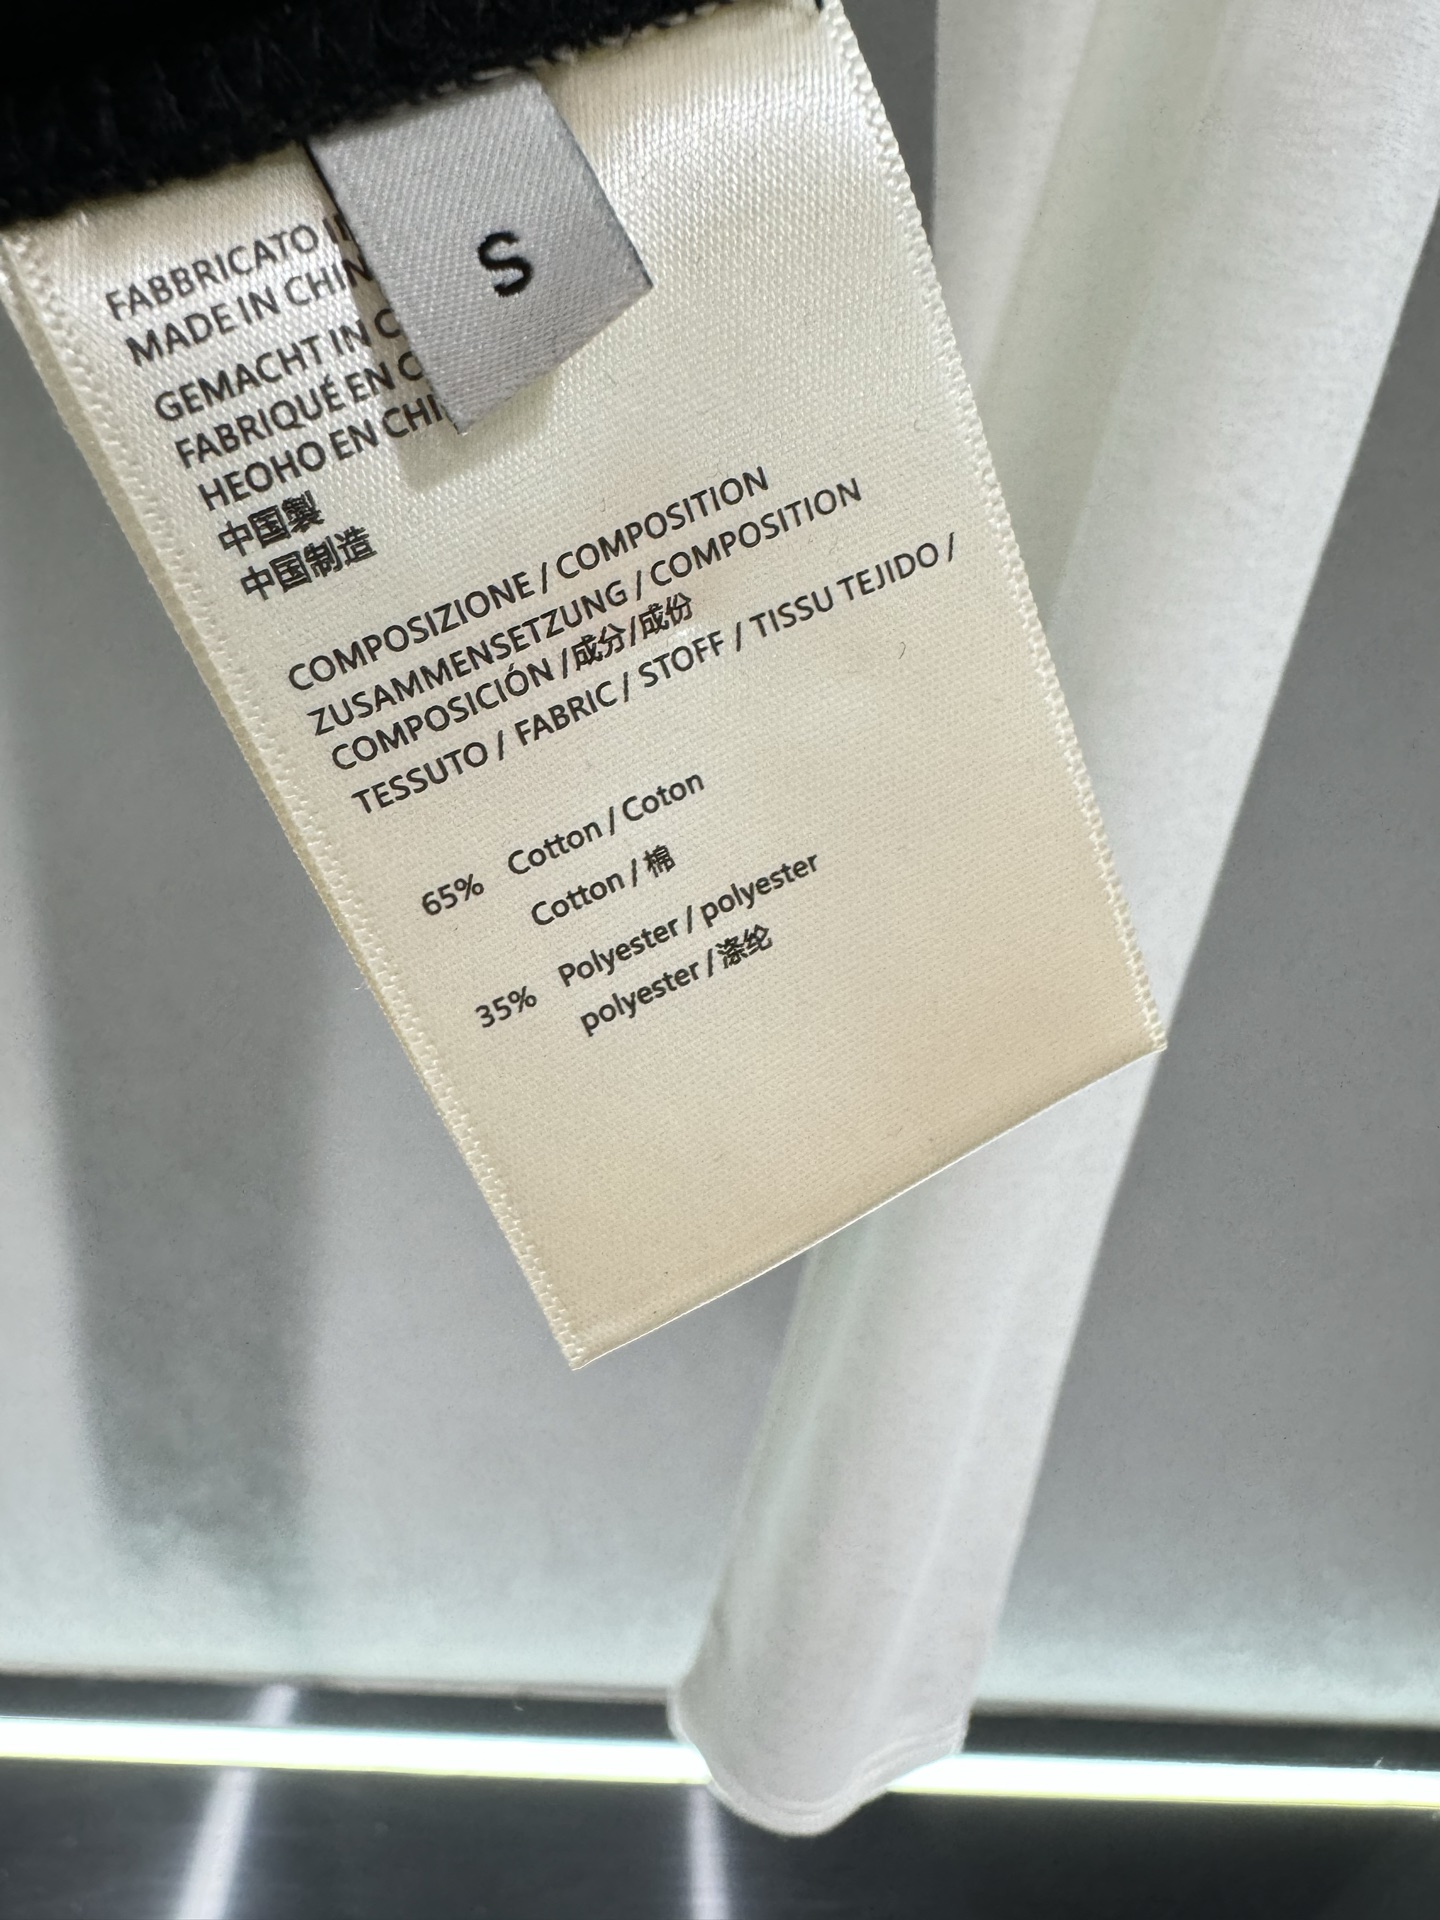 S
FABBRICATO
MADE IN CHIN
GEMACHT IN C
FABRIQUÉ EN C
HEOHO EN CHI
中国製
中国制造
COMPOSIZIONE / COMPOSITION
ZUSAMMENSETZUNG / COMPOSITION
COMPOSICIÓN /成分/成份
TESSUTO / FABRIC / STOFF / TISSU TEJIDO /
65% Cotton / Coton
Cotton / 棉
35% Polyester / polyester
polyester / 涤纶